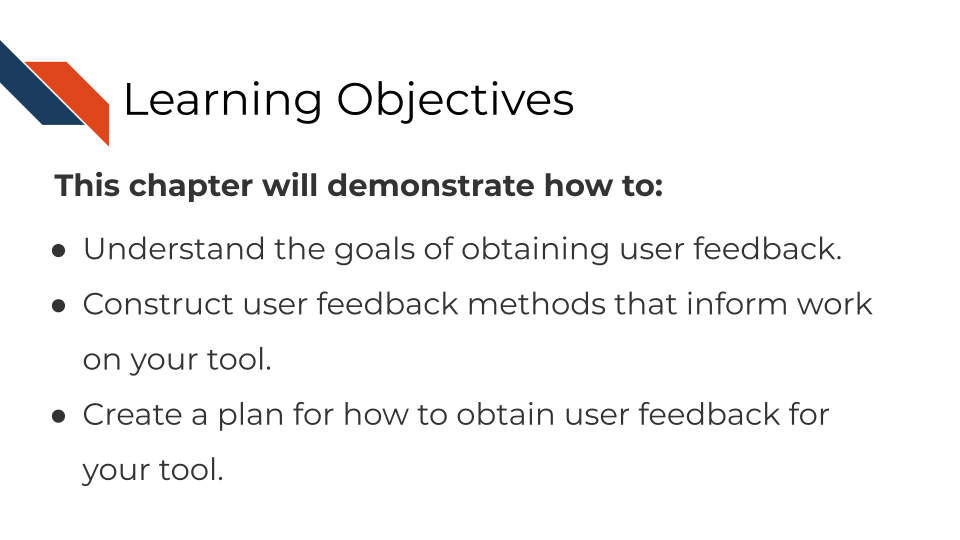 Learning Objectives
This chapter will demonstrate how to:
● Understand the goals of obtaining user feedback.
● Construct user feedback methods that inform work
on your tool.
● Create a plan for how to obtain user feedback for
your tool.